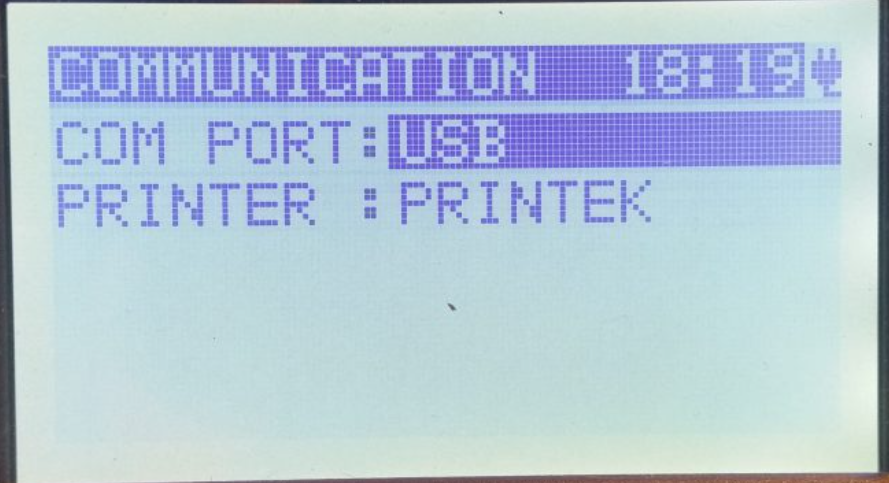 COMMUNICATION 18:19
COM PORT:USB
PRINTER :PRINTEK